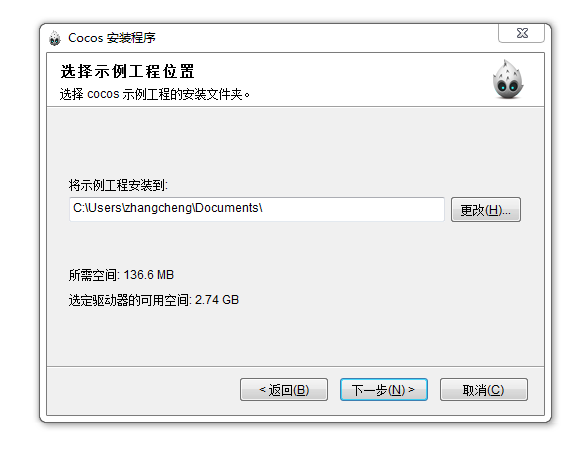 Cocos 安装程序
选择示例工程位置
选择 cocos 示例工程的安装文件夹。
将示例工程安装到:
C:\Users\zhangcheng\Documents\
更改(H)...
所需空间: 136.6 MB
选定驱动器的可用空间: 2.74 GB
< 返回(B)
下一步(N) >
取消(C)